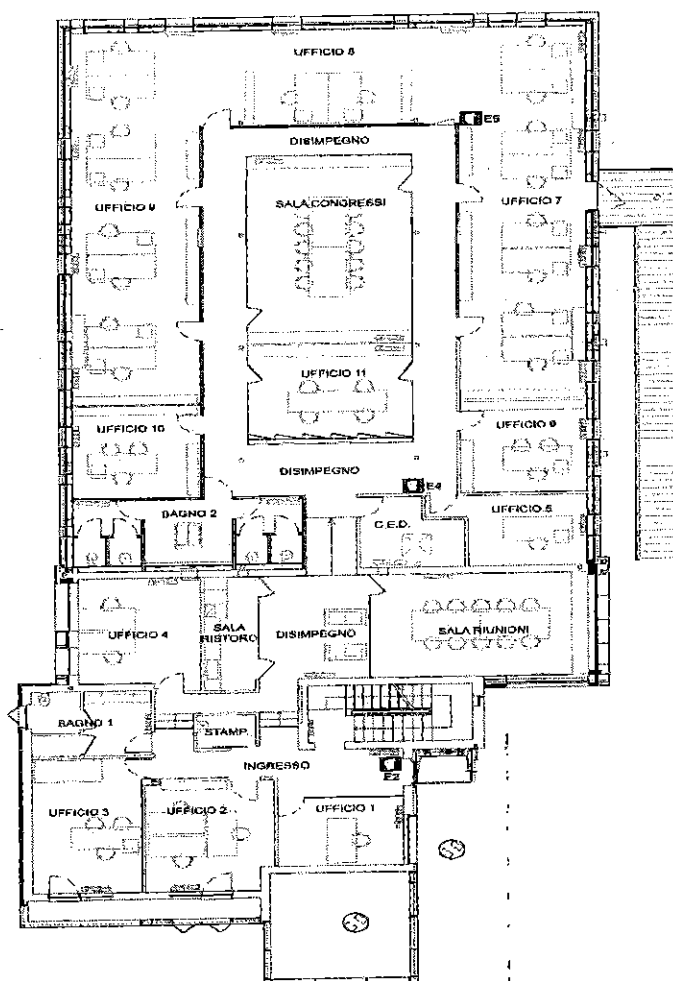 UFFICIO 8
E5
DISIMPEGNO
SALA CONGRESSI
UFFICIO 9
UFFICIO 7
UFFICIO 11
UFFICIO 10
UFFICIO 6
DISIMPEGNO
E4
BAGNO 2
C.E.D.
UFFICIO 5
UFFICIO 4
SALA
RISTORO
DISIMPEGNO
SALA RIUNIONI
BAGNO 1
STAMP.
INGRESSO
E2
UFFICIO 3
UFFICIO 2
UFFICIO 1